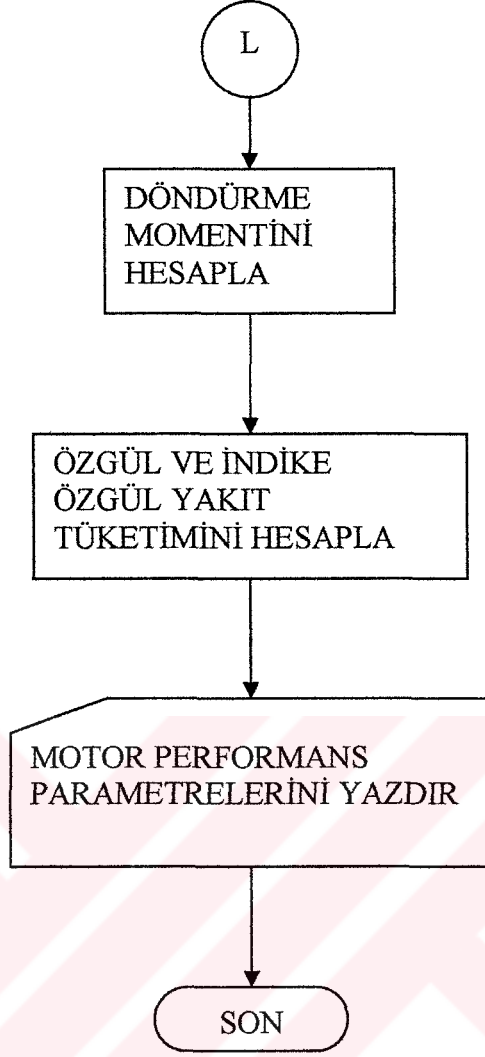 L
DÖNDÜRME
MOMENTİNİ
HESAPLA
ÖZGÜL VE İNDİKE
ÖZGÜL YAKIT
TÜKETİMİNİ HESAPLA
MOTOR PERFORMANS
PARAMETRELERİNİ YAZDIR
SON